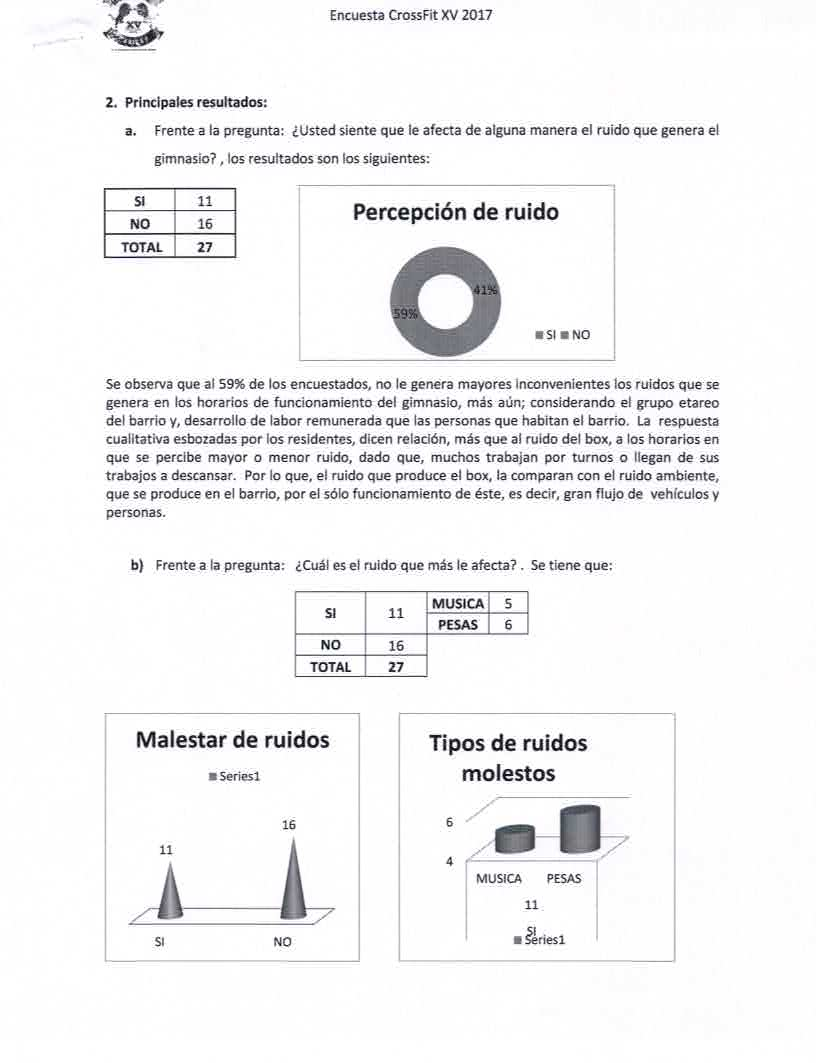 XV
Encuesta CrossFit XV 2017
2. Principales resultados:
a. Frente a la pregunta: ¿Usted siente que le afecta de alguna manera el ruido que genera el
gimnasio? , los resultados son los siguientes:
SI 11
NO 16
TOTAL 27
Percepción de ruido
41%
59%
SI NO
Se observa que al 59% de los encuestados, no le genera mayores inconvenientes los ruidos que se
genera en los horarios de funcionamiento del gimnasio, más aún; considerando el grupo etareo
del barrio y, desarrollo de labor remunerada que las personas que habitan el barrio. La respuesta
cualitativa esbozadas por los residentes, dicen relación, más que al ruido del box, a los horarios en
que se percibe mayor o menor ruido, dado que, muchos trabajan por turnos o llegan de sus
trabajos a descansar. Por lo que, el ruido que produce el box, la comparan con el ruido ambiente,
que se produce en el barrio, por el sólo funcionamiento de éste, es decir, gran flujo de vehículos y
personas.
b) Frente a la pregunta: ¿Cuál es el ruido que más le afecta? . Se tiene que:
SI 11 MUSICA 5
PESAS 6
NO 16
TOTAL 27
Malestar de ruidos
Series1
16
11
SI NO
Tipos de ruidos
molestos
6
4
MUSICA PESAS
11
SI
Series1